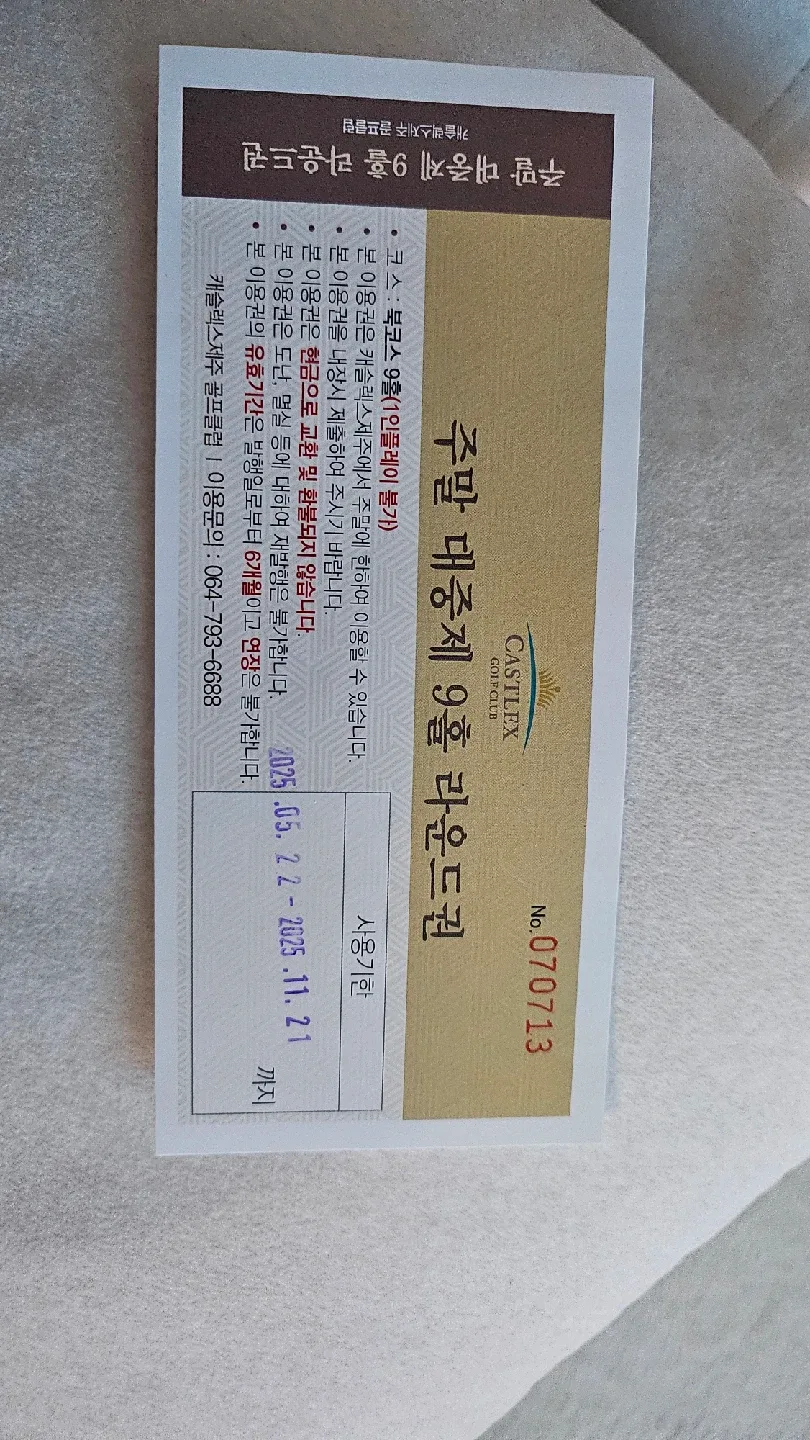 캐슬렉스제주 골프클럽
주말 대중제 9홀 라운드권
CASTLEX
GOLF CLUB
No. 070713
주말 대중제 9홀 라운드권
• 코 스 : 북코스 9홀(1인플레이 불가)
• 본 이용권은 캐슬렉스제주에서 주말에 한하여 이용할 수 있습니다.
• 본 이용권을 내장시 제출하여 주시기 바랍니다.
• 본 이용권은 현금으로 교환 및 환불되지 않습니다.
• 본 이용권은 도난, 멸실 등에 대하여 재발행은 불가합니다.
• 본 이용권의 유효기간은 발행일로부터 6개월이고 연장은 불가합니다.
캐슬렉스제주 골프클럽 | 이용문의 : 064-793-6688
사용기한
2025.05.22-2025.11.21
까지